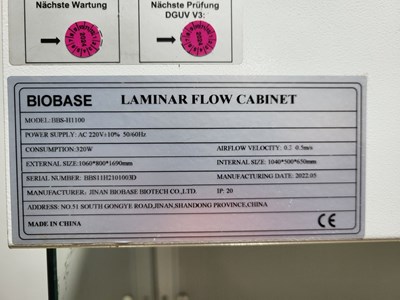 Nächste Wartung
Nächste Prüfung
DGUV V3:
BIOBASE LAMINAR FLOW CABINET
MODEL: BBS-H1100
POWER SUPPLY: AC 220V±10% 50/60Hz
CONSUMPTION:320W AIRFLOW VELOCITY: 0.3 0.5m/s
EXTERNAL SIZE:1060*800*1690mm INTERNAL SIZE: 1040*500*650mm
SERIAL NUMBER: BBS11H2101003D MANUFACTURING DATE: 2022.05
MANUFACTURER: JINAN BIOBASE BIOTECH CO.,LTD. IP: 20
ADDRESS: NO.51 SOUTH GONGYE ROAD,JINAN,SHANDONG PROVINCE,CHINA
MADE IN CHINA CE